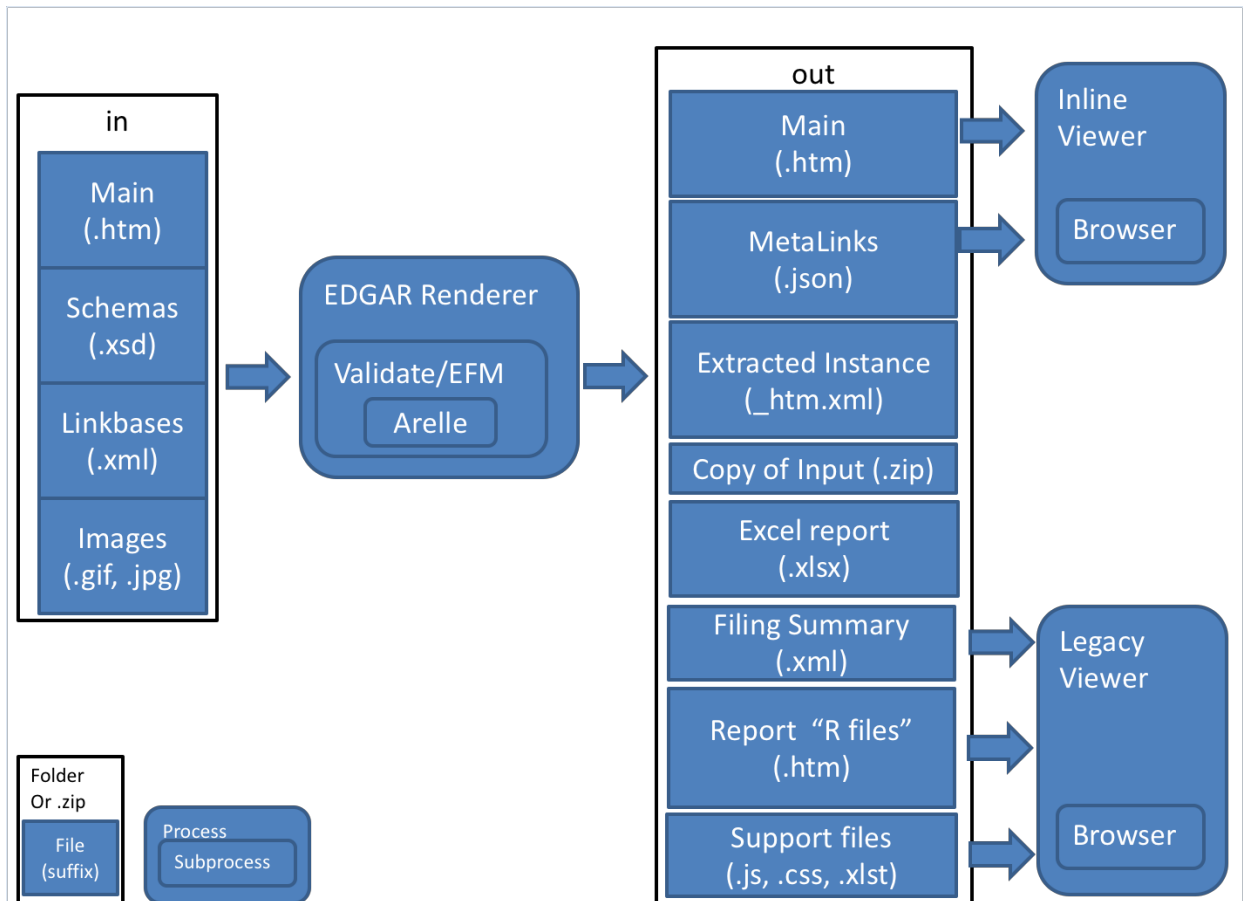 in
Main
(.htm)
Schemas
(.xsd)
Linkbases
(.xml)
Images
(.gif, .jpg)
EDGAR Renderer
Validate/EFM
Arelle
out
Main
(.htm)
MetaLinks
(.json)
Extracted Instance
(_htm.xml)
Copy of Input (.zip)
Excel report
(.xlsx)
Filing Summary
(.xml)
Report “R files”
(.htm)
Support files
(.js, .css, .xlst)
Inline
Viewer
Browser
Legacy
Viewer
Browser
Folder
Or .zip
File
(suffix)
Process
Subprocess